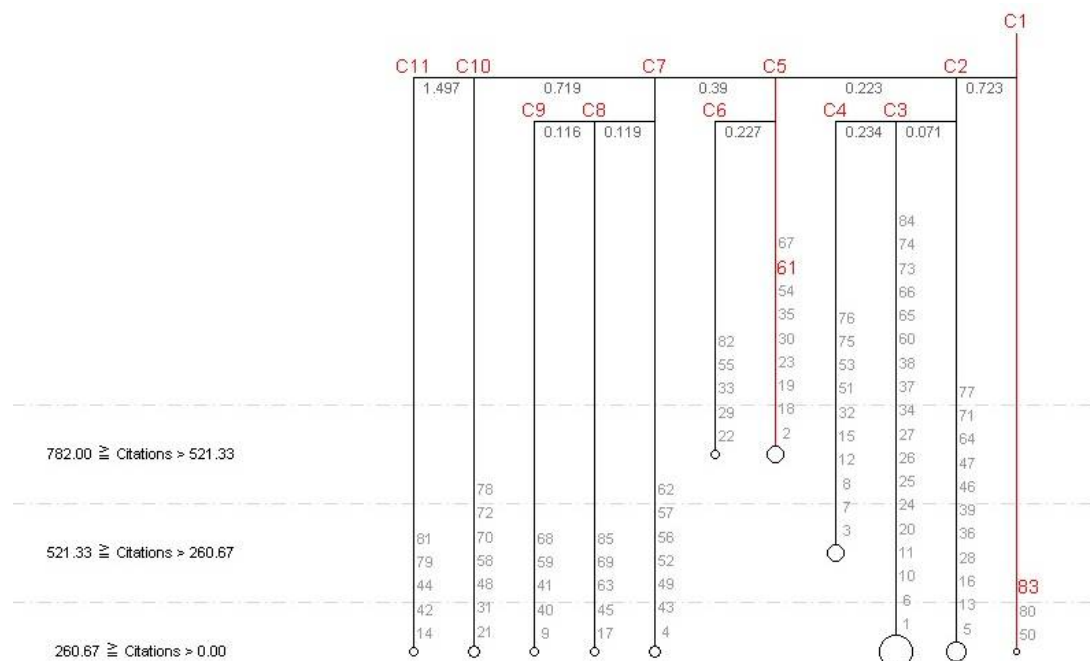 C1
C11 C10 C7 C5 C2
1.497 0.719 0.39 0.223 0.723
C9 C8 C6 C4 C3
0.116 0.119 0.227 0.234 0.071
84
67 74
61 73
54 66
35 76 65
82 30 75 60
55 23 53 38
33 19 51 37 77
29 18 32 34 71
22 2 15 27 64
782.00 ≧ Citations > 521.33
12 26 47
78 62 8 25 46
72 57 7 24 39
81 70 68 85 56 3 20 36
521.33 ≧ Citations > 260.67
79 58 59 69 52 11 28
44 48 41 63 49 10 16 83
42 31 40 45 43 6 13 80
14 21 9 17 4 1 5 50
260.67 ≧ Citations > 0.00